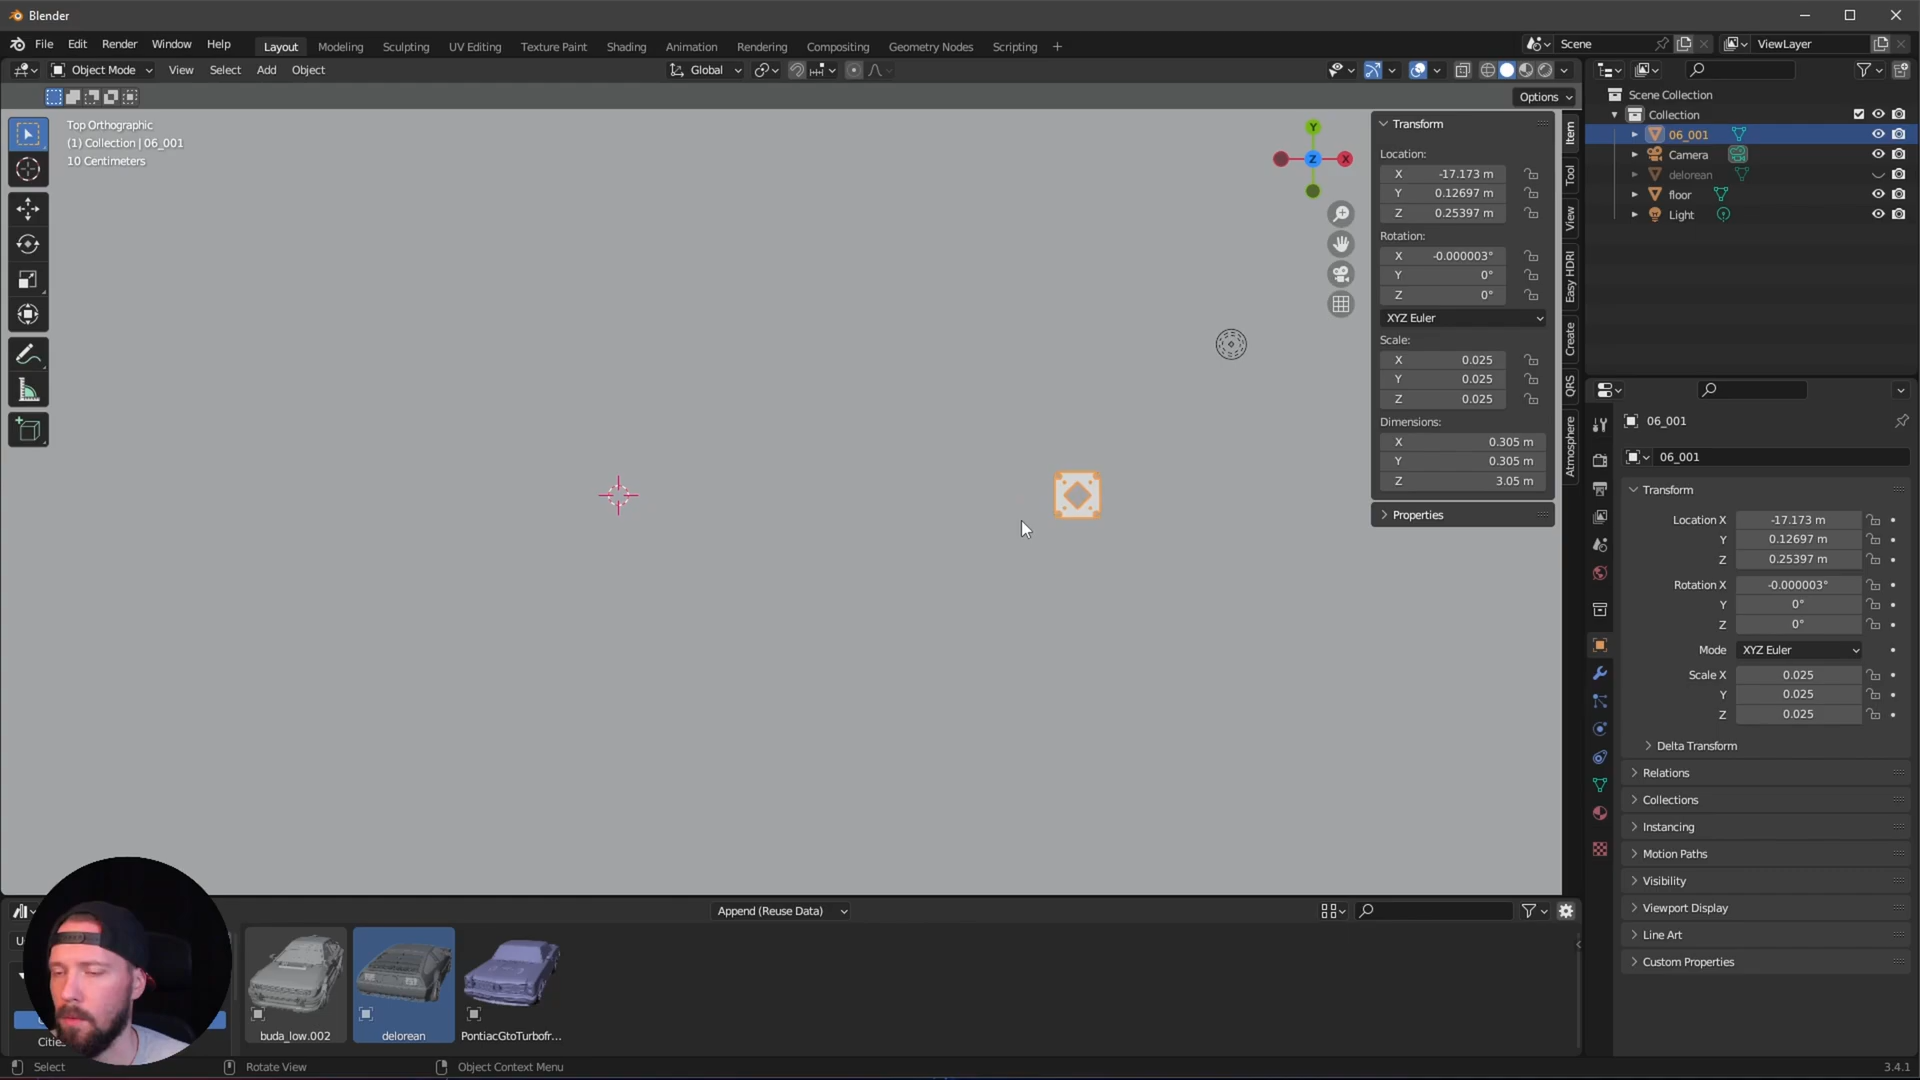 Blender
File Edit Render Window Help
Layout Modeling Sculpting UV Editing Texture Paint Shading Animation Rendering Compositing Geometry Nodes Scripting +
Scene
ViewLayer
Object Mode View Select Add Object
Global
Options
Top Orthographic
(1) Collection | 06_001
10 Centimeters
Y
Z
X
Transform
Location:
X -17.173 m
Y 0.12697 m
Z 0.25397 m
Rotation:
X -0.000003°
Y 0°
Z 0°
XYZ Euler
Scale:
X 0.025
Y 0.025
Z 0.025
Dimensions:
X 0.305 m
Y 0.305 m
Z 3.05 m
Properties
Item
Tool
View
Easy HDRI
Create
QRS
Atmosphere
Scene Collection
Collection
06_001
Camera
delorean
floor
Light
06_001
06_001
Transform
Location X -17.173 m
Y 0.12697 m
Z 0.25397 m
Rotation X -0.000003°
Y 0°
Z 0°
Mode XYZ Euler
Scale X 0.025
Y 0.025
Z 0.025
Delta Transform
Relations
Collections
Instancing
Motion Paths
Visibility
Viewport Display
Line Art
Custom Properties
Append (Reuse Data)
buda_low.002
delorean
PontiacGtoTurbofr...
Select
Rotate View
Object Context Menu
3.4.1